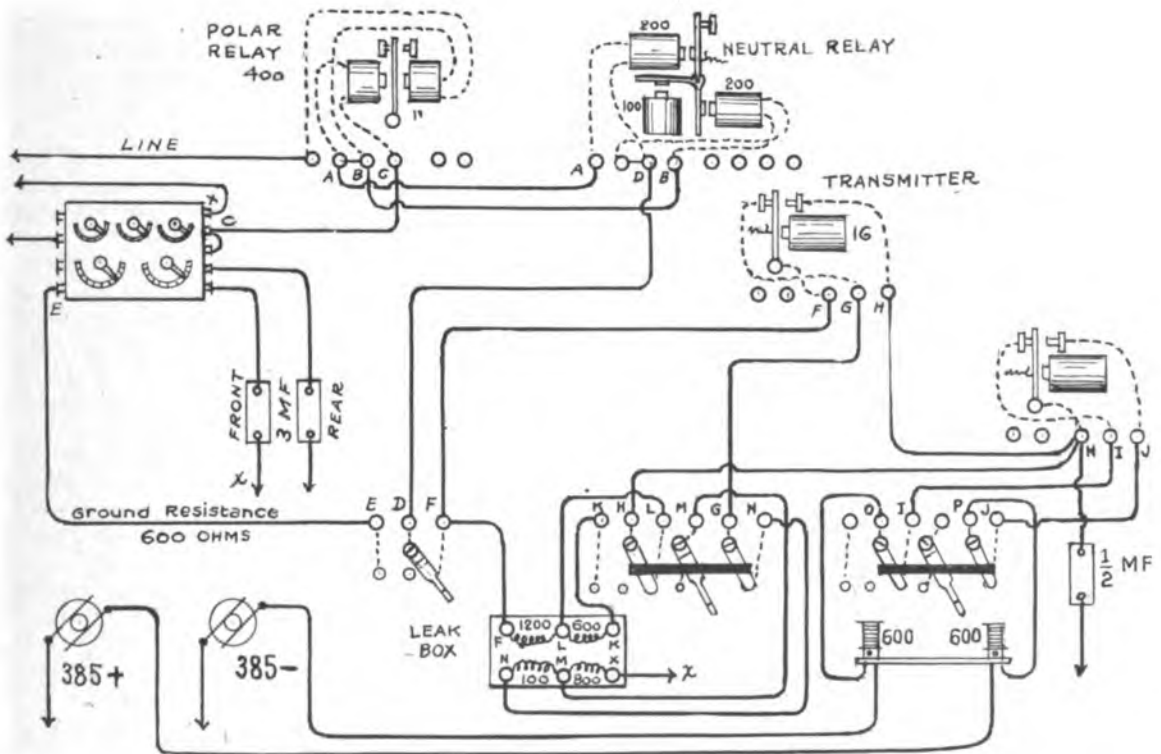 POLAR
RELAY
400
200
NEUTRAL RELAY
200
100
11
LINE
A B C
A D B
TRANSMITTER
16
X
C
E
F G H
FRONT
3 MF
REAR
X
H I J
Ground Resistance
600 OHMS
E D F
K H L M G N
O I P J
1/2 MF
LEAK
BOX
F 1200 L 600 K
N 100 M 800 X
X
600 600
385+
385-